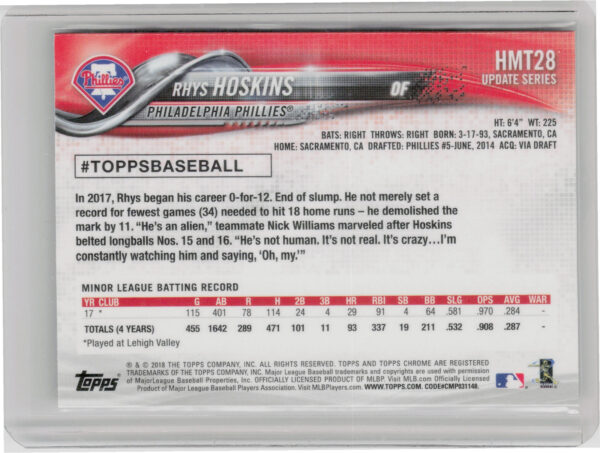 HMT28
UPDATE SERIES
Phillies
RHYS HOSKINS
OF
PHILADELPHIA PHILLIES®
HT: 6'4" WT: 225
BATS: RIGHT THROWS: RIGHT BORN: 3-17-93, SACRAMENTO, CA
HOME: SACRAMENTO, CA DRAFTED: PHILLIES #5-JUNE, 2014 ACQ: VIA DRAFT
#TOPPSBASEBALL
In 2017, Rhys began his career 0-for-12. End of slump. He not merely set a
record for fewest games (34) needed to hit 18 home runs – he demolished the
mark by 11. "He's an alien," teammate Nick Williams marveled after Hoskins
belted longballs Nos. 15 and 16. "He's not human. It's not real. It's crazy…I'm
constantly watching him and saying, 'Oh, my.'"
MINOR LEAGUE BATTING RECORD
YR CLUB G AB R H 2B 3B HR RBI SB BB SLG OPS AVG WAR
17 * 115 401 78 114 24 4 29 91 4 64 .581 .970 .284 -
TOTALS (4 YEARS) 455 1642 289 471 101 11 93 337 19 211 .532 .908 .287 -
*Played at Lehigh Valley
® & © 2018 THE TOPPS COMPANY, INC. ALL RIGHTS RESERVED. TOPPS AND TOPPS CHROME ARE REGISTERED
TRADEMARKS OF THE TOPPS COMPANY, INC. Major League Baseball trademarks and copyrights are used with permission
of MajorLeague Baseball Properties, Inc. OFFICIALLY LICENSED PRODUCT OF MLBP. Visit MLB.com Officially Licensed
Product of Major League Baseball Players Association. Visit MLBPlayers.com. WWW.TOPPS.COM. CODE#CMP031148.
Topps